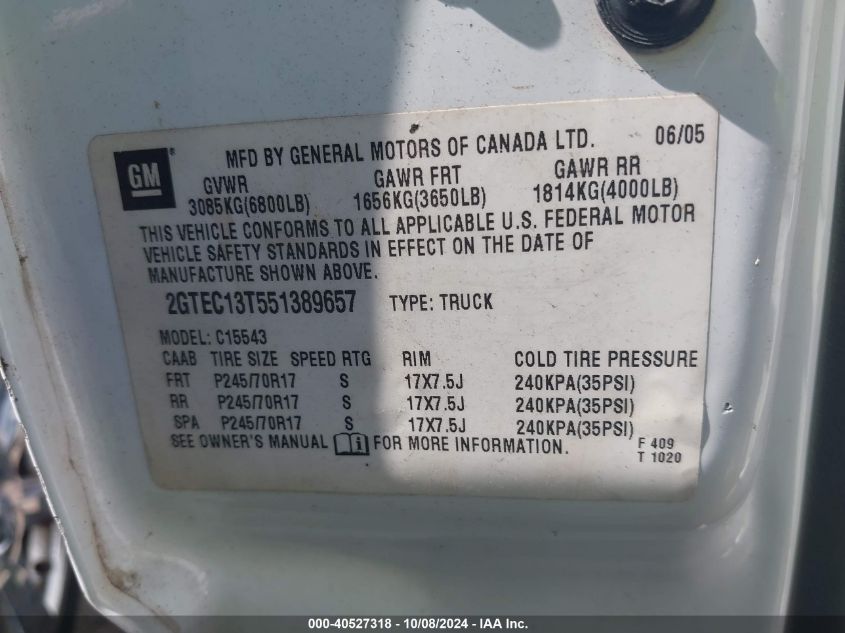 MFD BY GENERAL MOTORS OF CANADA LTD. 06/05
GM®
GVWR GAWR FRT GAWR RR
3085KG(6800LB) 1656KG(3650LB) 1814KG(4000LB)
THIS VEHICLE CONFORMS TO ALL APPLICABLE U.S. FEDERAL MOTOR
VEHICLE SAFETY STANDARDS IN EFFECT ON THE DATE OF
MANUFACTURE SHOWN ABOVE.
2GTEC13T551389657 TYPE: TRUCK
MODEL: C15543
CAAB TIRE SIZE SPEED RTG RIM COLD TIRE PRESSURE
FRT P245/70R17 S 17X7.5J 240KPA(35PSI)
RR P245/70R17 S 17X7.5J 240KPA(35PSI)
SPA P245/70R17 S 17X7.5J 240KPA(35PSI)
SEE OWNER'S MANUAL i FOR MORE INFORMATION.
F 409
T 1020
000-40527318 - 10/08/2024 - IAA Inc.